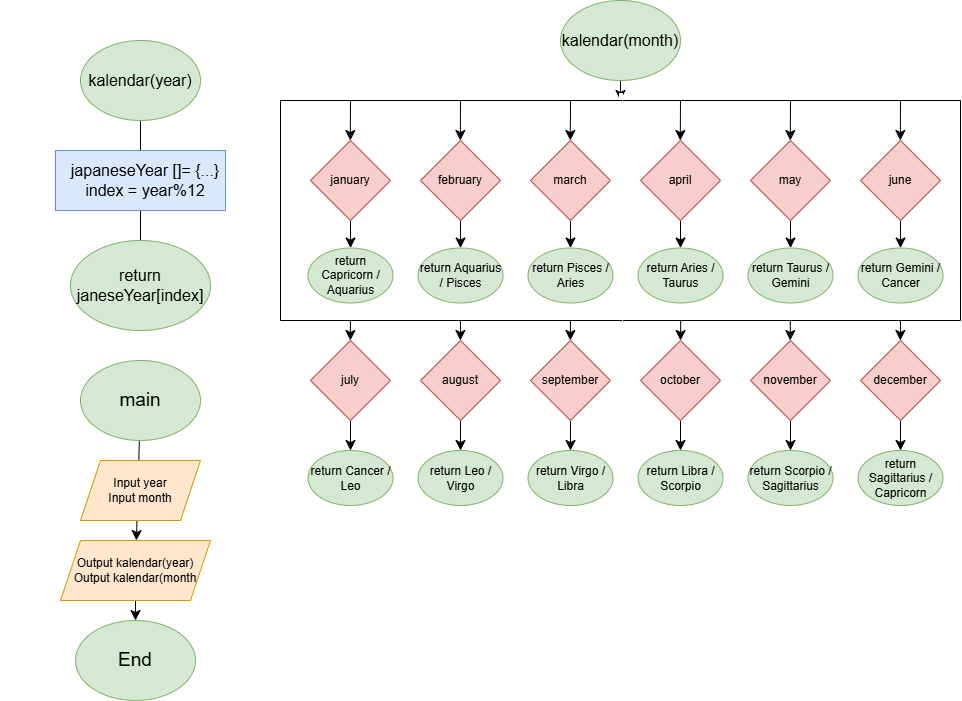 kalendar(year)
japaneseYear []= {...}
index = year%12
return
janeseYear[index]
main
Input year
Input month
Output kalendar(year)
Output kalendar(month
End
kalendar(month)
january
february
march
april
may
june
return
Capricorn /
Aquarius
return Aquarius
/ Pisces
return Pisces /
Aries
return Aries /
Taurus
return Taurus /
Gemini
return Gemini /
Cancer
july
august
september
october
november
december
return Cancer /
Leo
return Leo /
Virgo
return Virgo /
Libra
return Libra /
Scorpio
return Scorpio /
Sagittarius
return
Sagittarius /
Capricorn